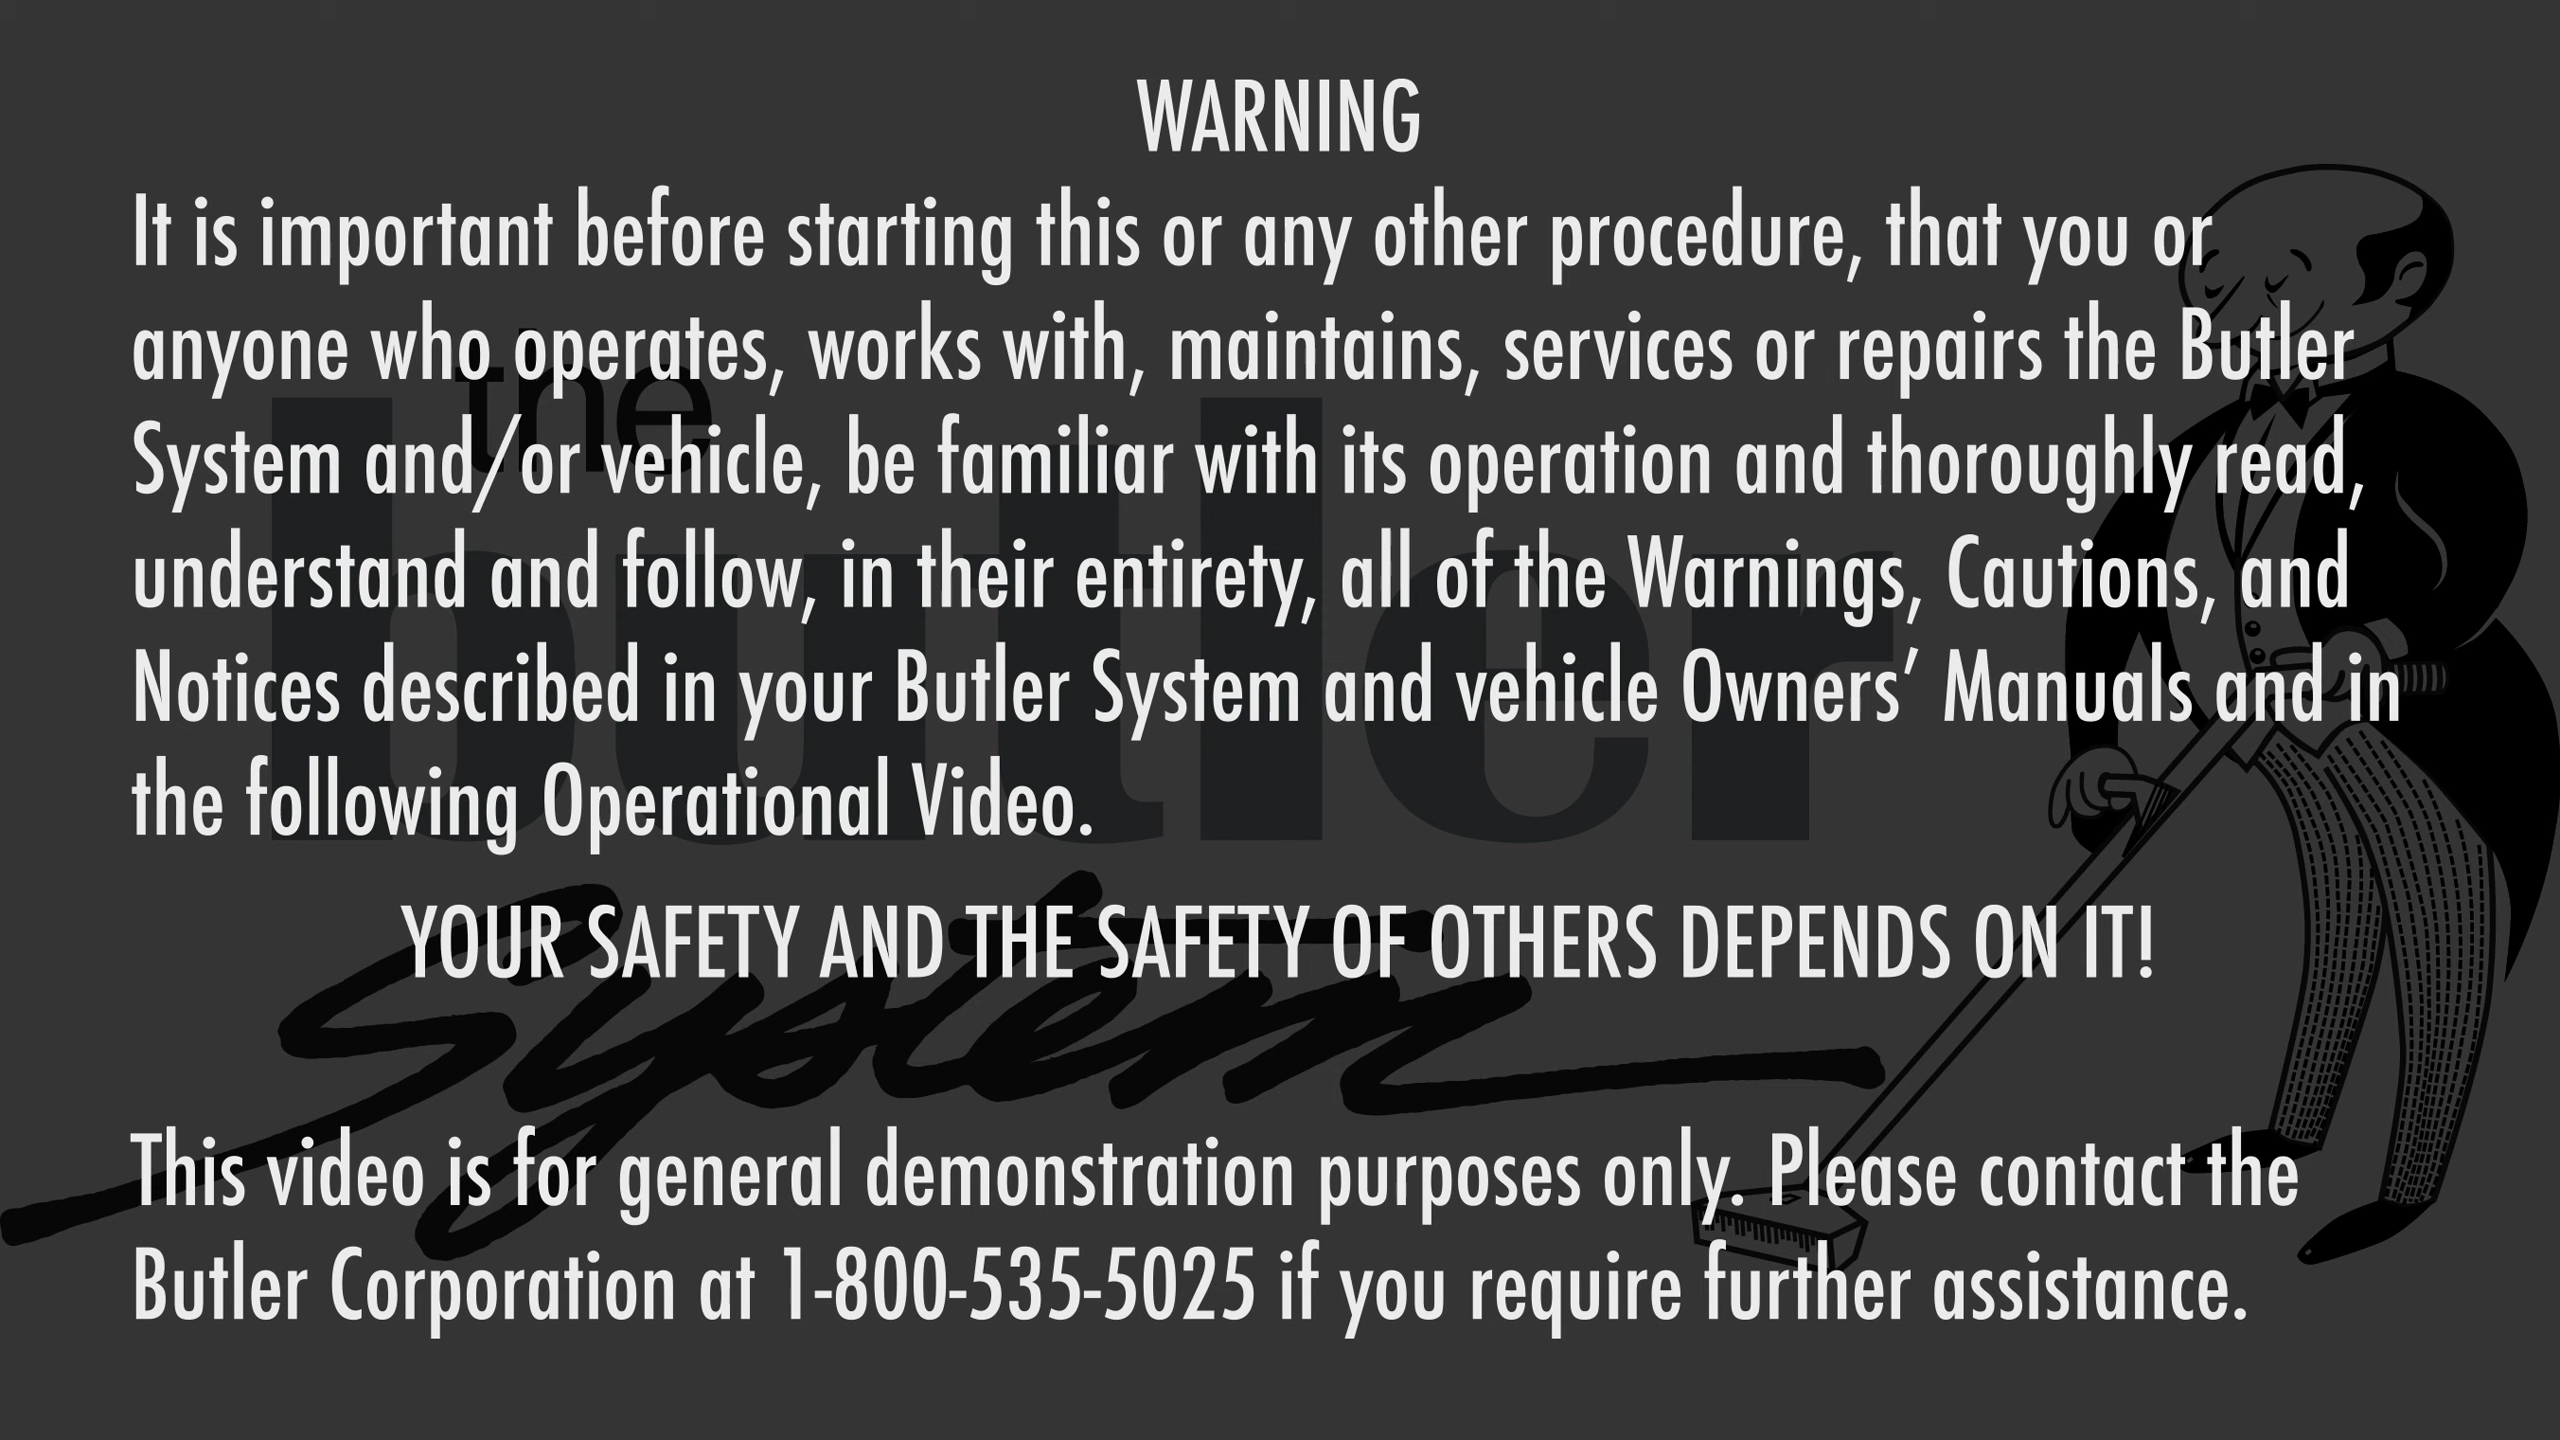 WARNING
It is important before starting this or any other procedure, that you or
anyone who operates, works with, maintains, services or repairs the Butler
System and/or vehicle, be familiar with its operation and thoroughly read,
understand and follow, in their entirety, all of the Warnings, Cautions, and
Notices described in your Butler System and vehicle Owners’ Manuals and in
the following Operational Video.
YOUR SAFETY AND THE SAFETY OF OTHERS DEPENDS ON IT!
This video is for general demonstration purposes only. Please contact the
Butler Corporation at 1-800-535-5025 if you require further assistance.
the
butler
System